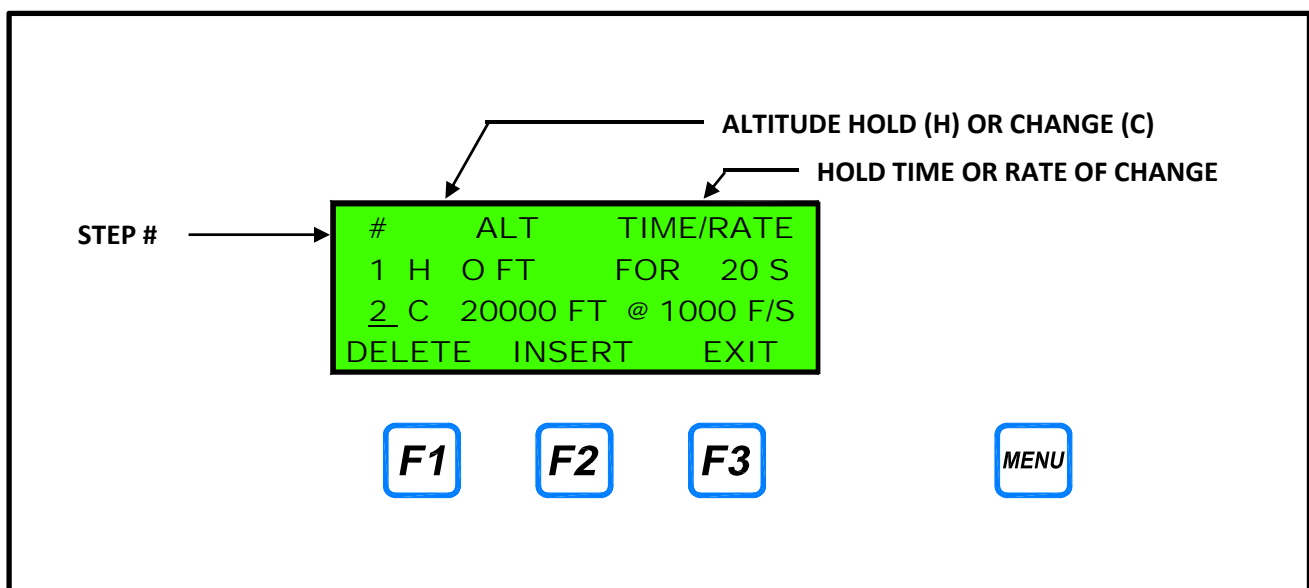 ALTITUDE HOLD (H) OR CHANGE (C)
HOLD TIME OR RATE OF CHANGE
STEP #
# ALT TIME/RATE
1 H O FT FOR 20 S
2 C 20000 FT @ 1000 F/S
DELETE INSERT EXIT
F1 F2 F3 MENU